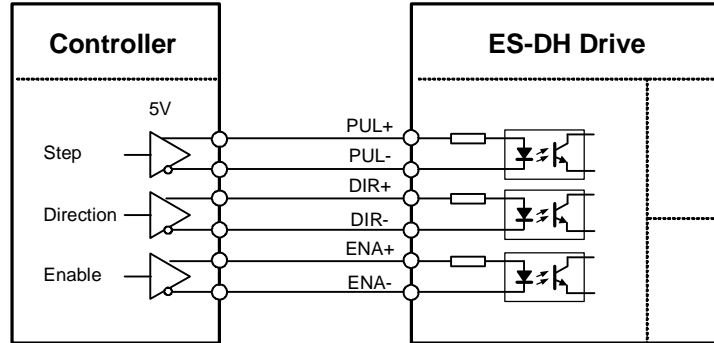 Controller
ES-DH Drive
5V
Step
PUL+
PUL-
Direction
DIR+
DIR-
Enable
ENA+
ENA-